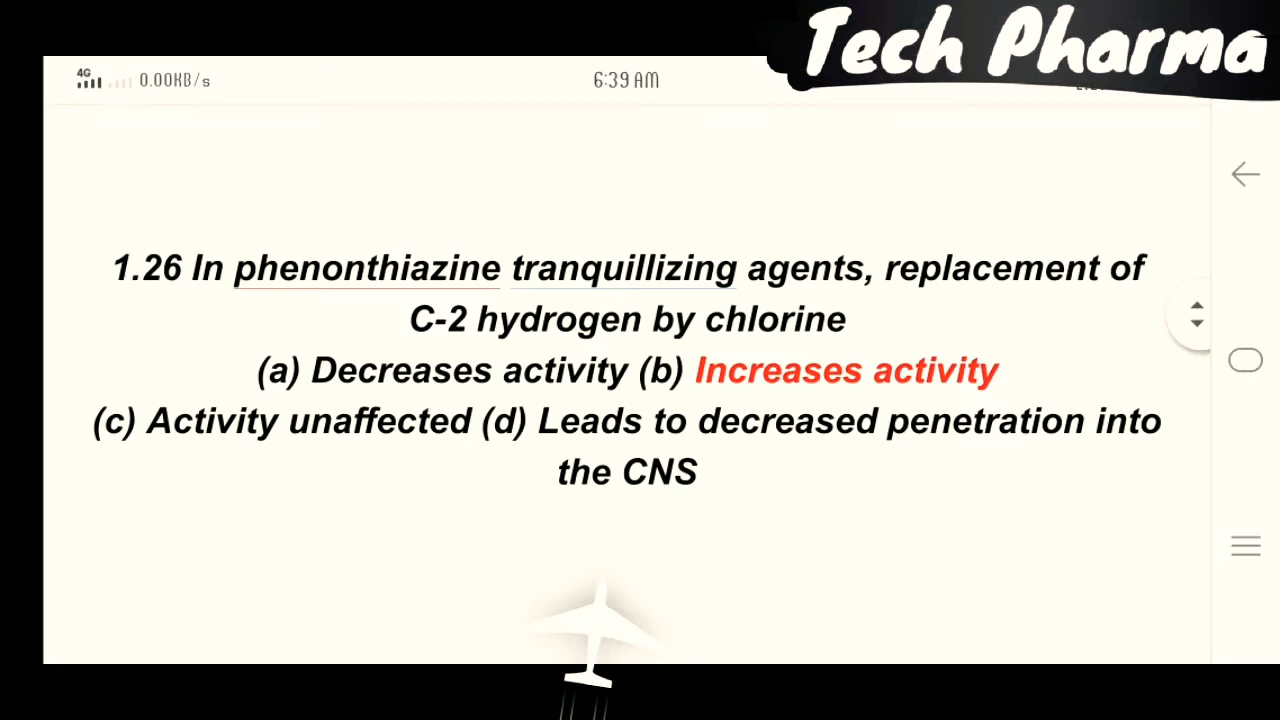 Tech Pharma
4G 0.00KB/s 6:39 AM
1.26 In phenonthiazine tranquillizing agents, replacement of
C-2 hydrogen by chlorine
(a) Decreases activity (b) Increases activity
(c) Activity unaffected (d) Leads to decreased penetration into
the CNS